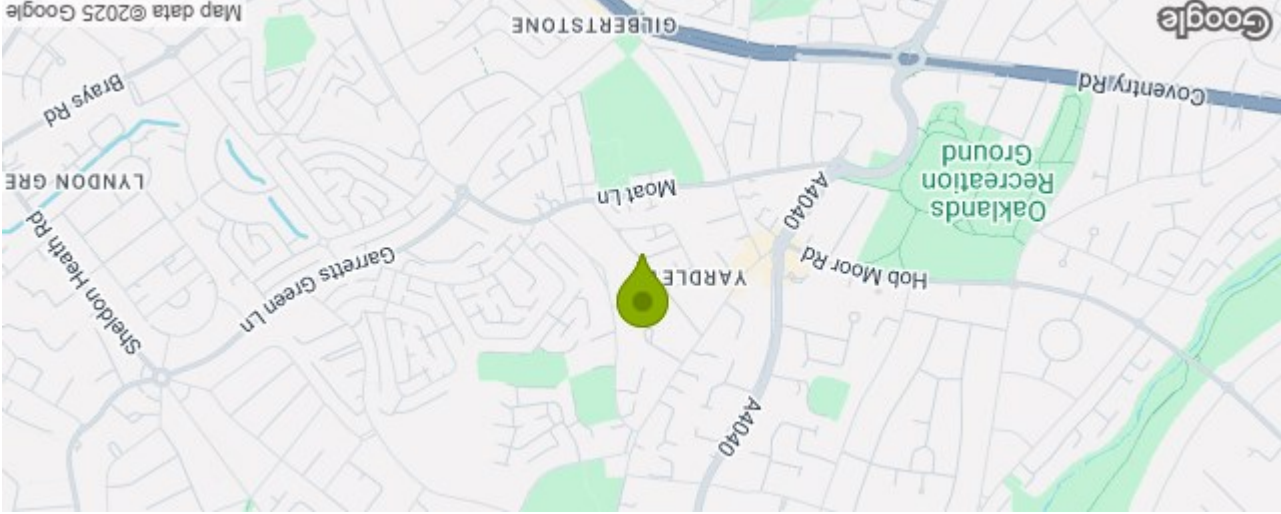 Google
Map data ©2025 Google
GILBERTSTONE
Coventry Rd
Brays Rd
Oaklands
Recreation
Ground
LYNDON GRE
Moat Ln
A4040
Sheldon Heath Rd
Garretts Green Ln
YARDLE
Hob Moor Rd
A4040